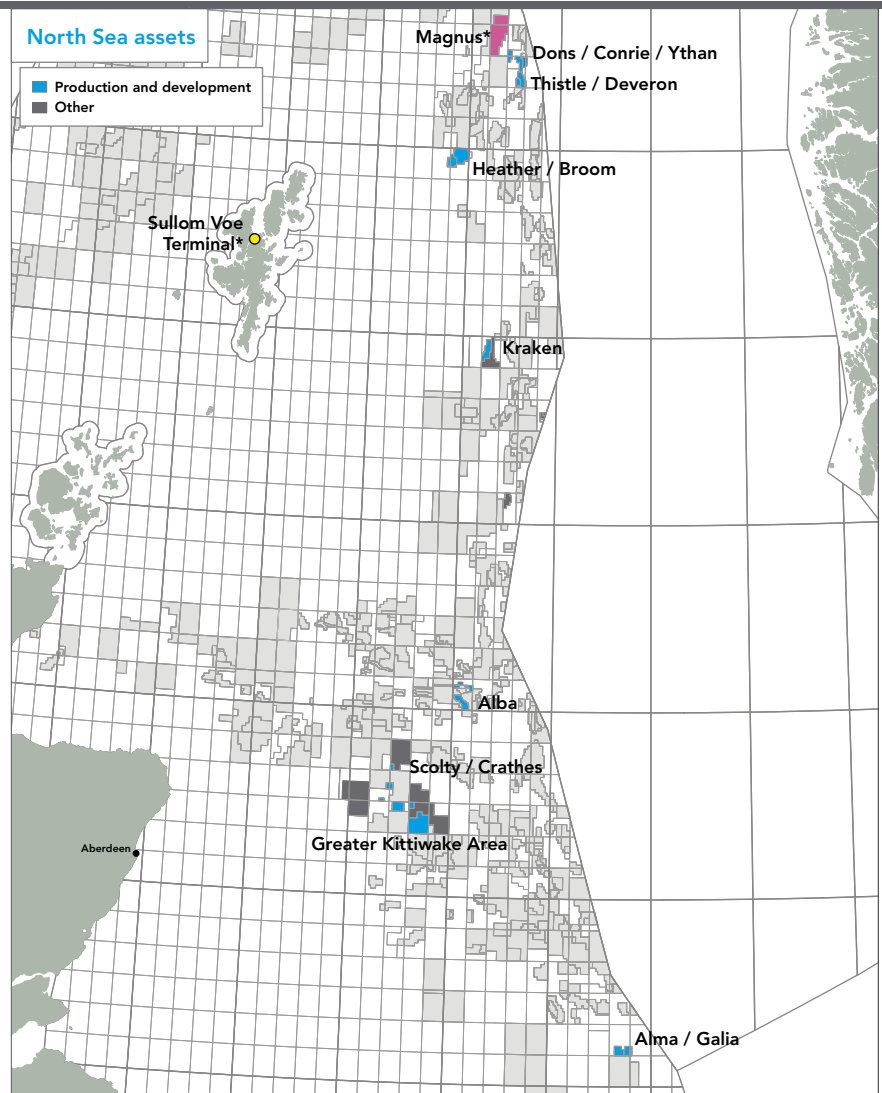 North Sea assets
Production and development
Other
Magnus*
Dons / Conrie / Ythan
Thistle / Deveron
Heather / Broom
Sullom Voe
Terminal*
Kraken
Alba
Scolty / Crathes
Greater Kittiwake Area
Aberdeen
Alma / Galia